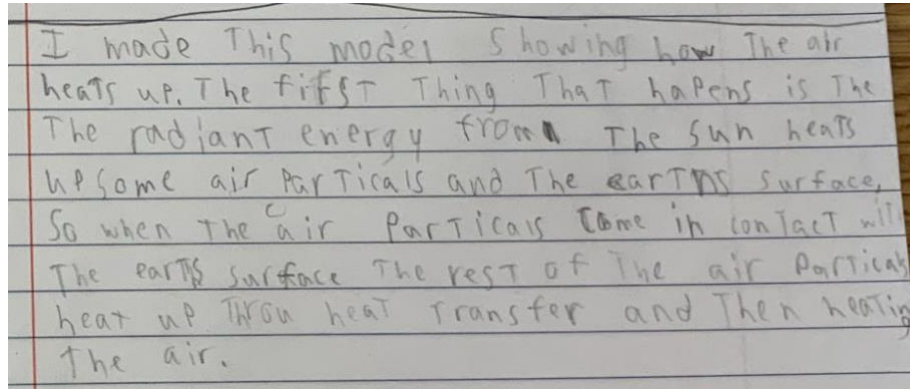 I made This model Showing how The air
heats up. The first Thing That hapens is The
The radiant energy from The sun heats
up some air particals and The earths surface,
So when The air particals come in contact with
The earths surface The rest of The air particals
heat up throu heat transfer and Then heating
The air.